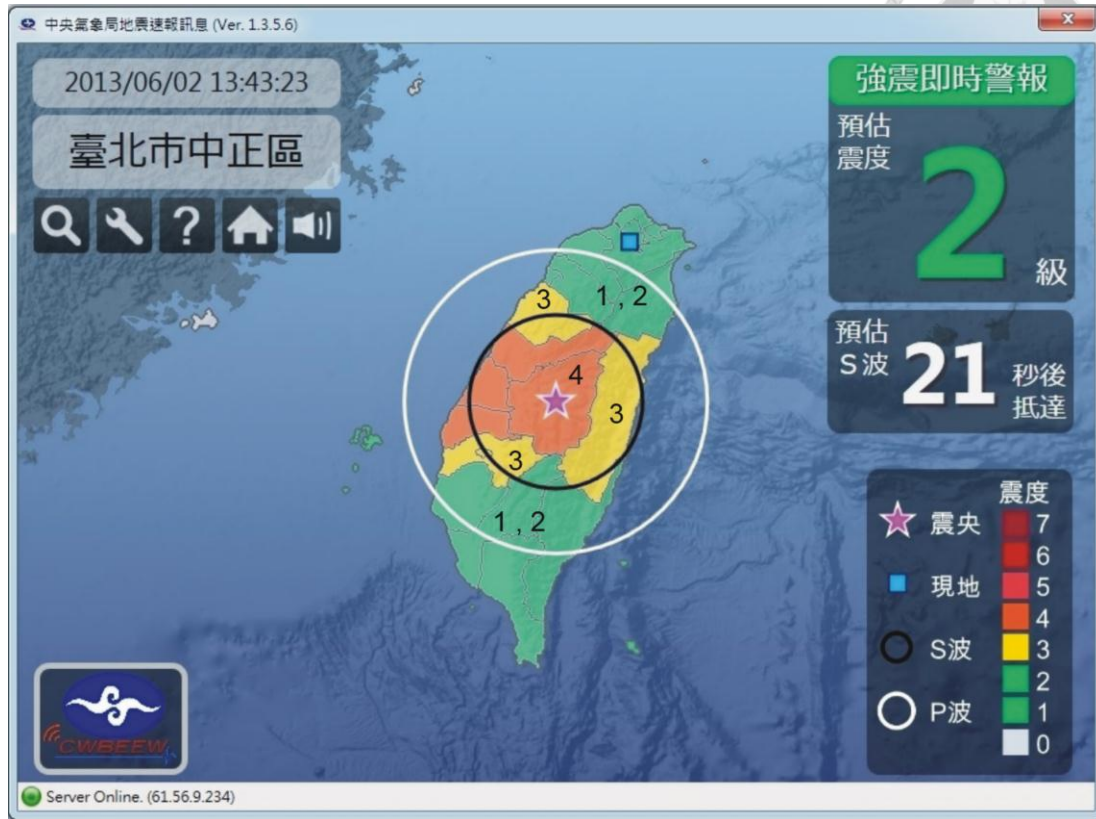 中央氣象局地震速報訊息 (Ver. 1.3.5.6)
2013/06/02 13:43:23
臺北市中正區
?
強震即時警報
預估
震度
2
級
預估
S波
21
秒後
抵達
3
1 , 2
4
3
3
1 , 2
震度
震央
現地
S波
P波
7
6
5
4
3
2
1
0
CWBEEW
Server Online. (61.56.9.234)